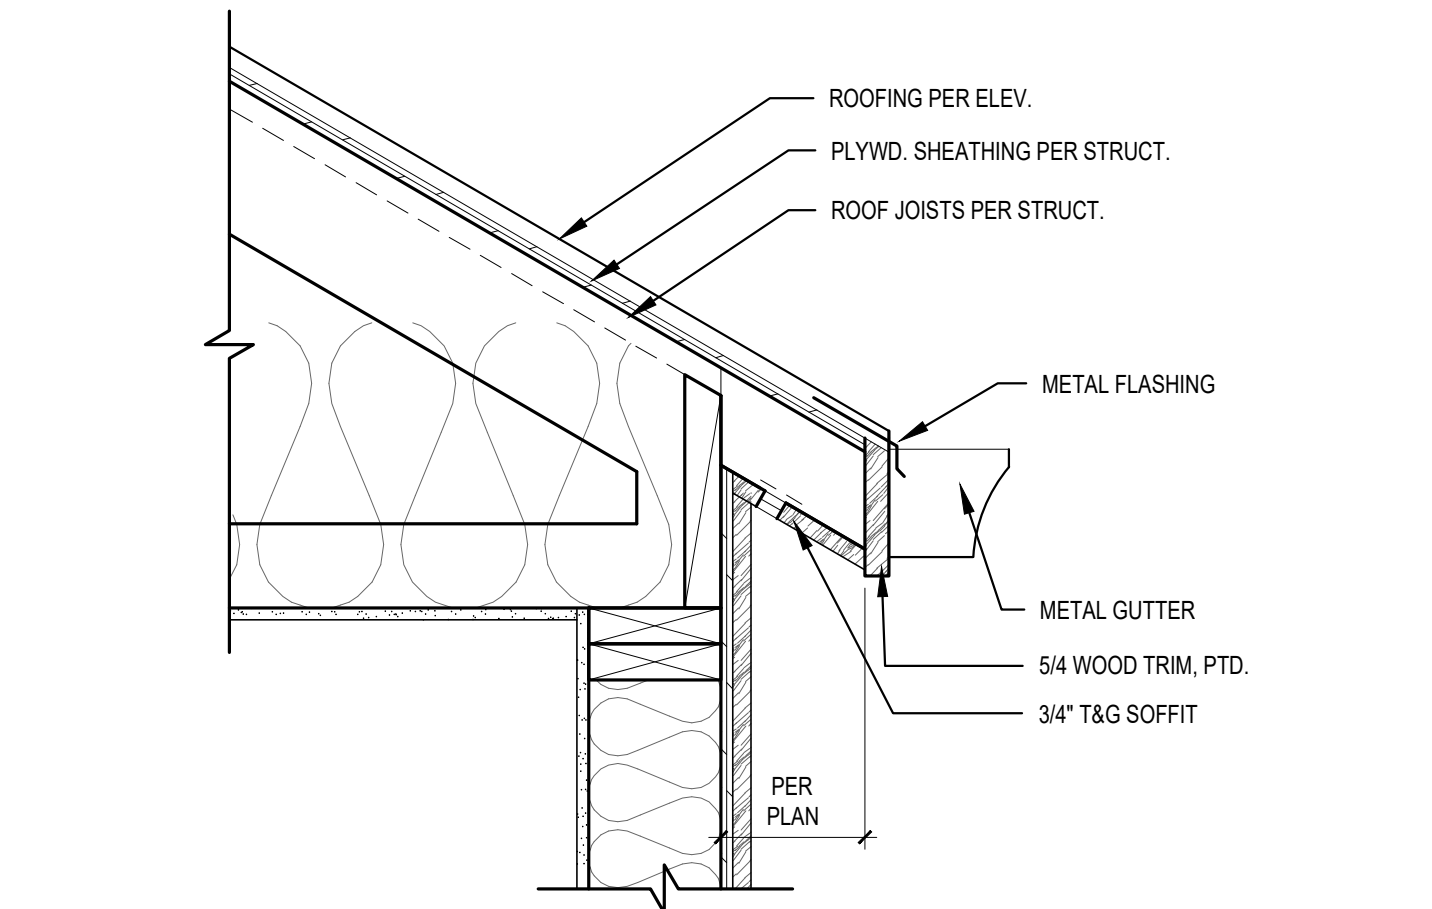 ROOFING PER ELEV.
PLYWD. SHEATHING PER STRUCT.
ROOF JOISTS PER STRUCT.
METAL FLASHING
METAL GUTTER
5/4 WOOD TRIM, PTD.
3/4" T&G SOFFIT
PER
PLAN